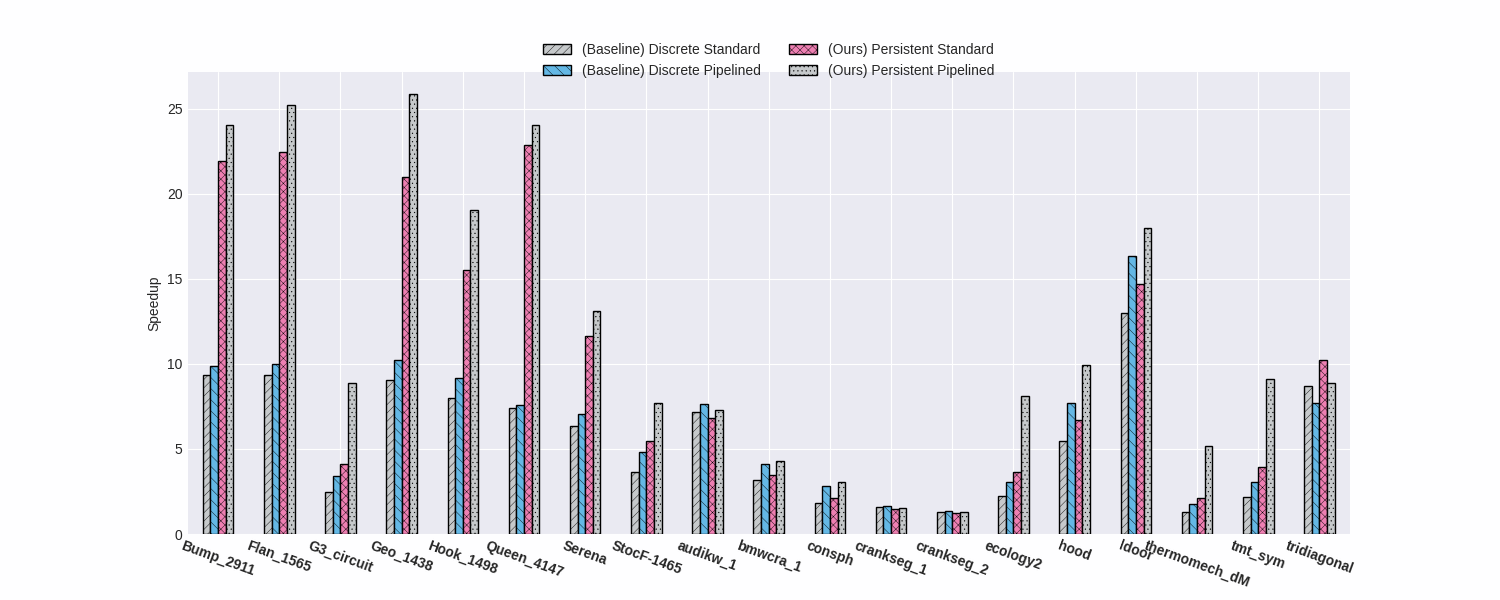 (Baseline) Discrete Standard
(Baseline) Discrete Pipelined
(Ours) Persistent Standard
(Ours) Persistent Pipelined
Speedup
25
20
15
10
5
0
Bump_2911
Flan_1565
G3_circuit
Geo_1438
Hook_1498
Queen_4147
Serena
StocF-1465
audikw_1
bmwcra_1
consph
crankseg_1
crankseg_2
ecology2
hood
ldoor
thermomech_dM
tmt_sym
tridiagonal